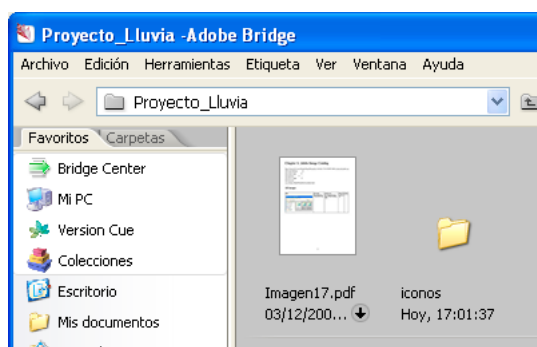 Proyecto_Lluvia -Adobe Bridge
Archivo Edición Herramientas Etiqueta Ver Ventana Ayuda
Proyecto_Lluvia
Favoritos Carpetas
Bridge Center
Mi PC
Version Cue
Colecciones
Escritorio
Mis documentos
Imagen17.pdf
03/12/200...
iconos
Hoy, 17:01:37